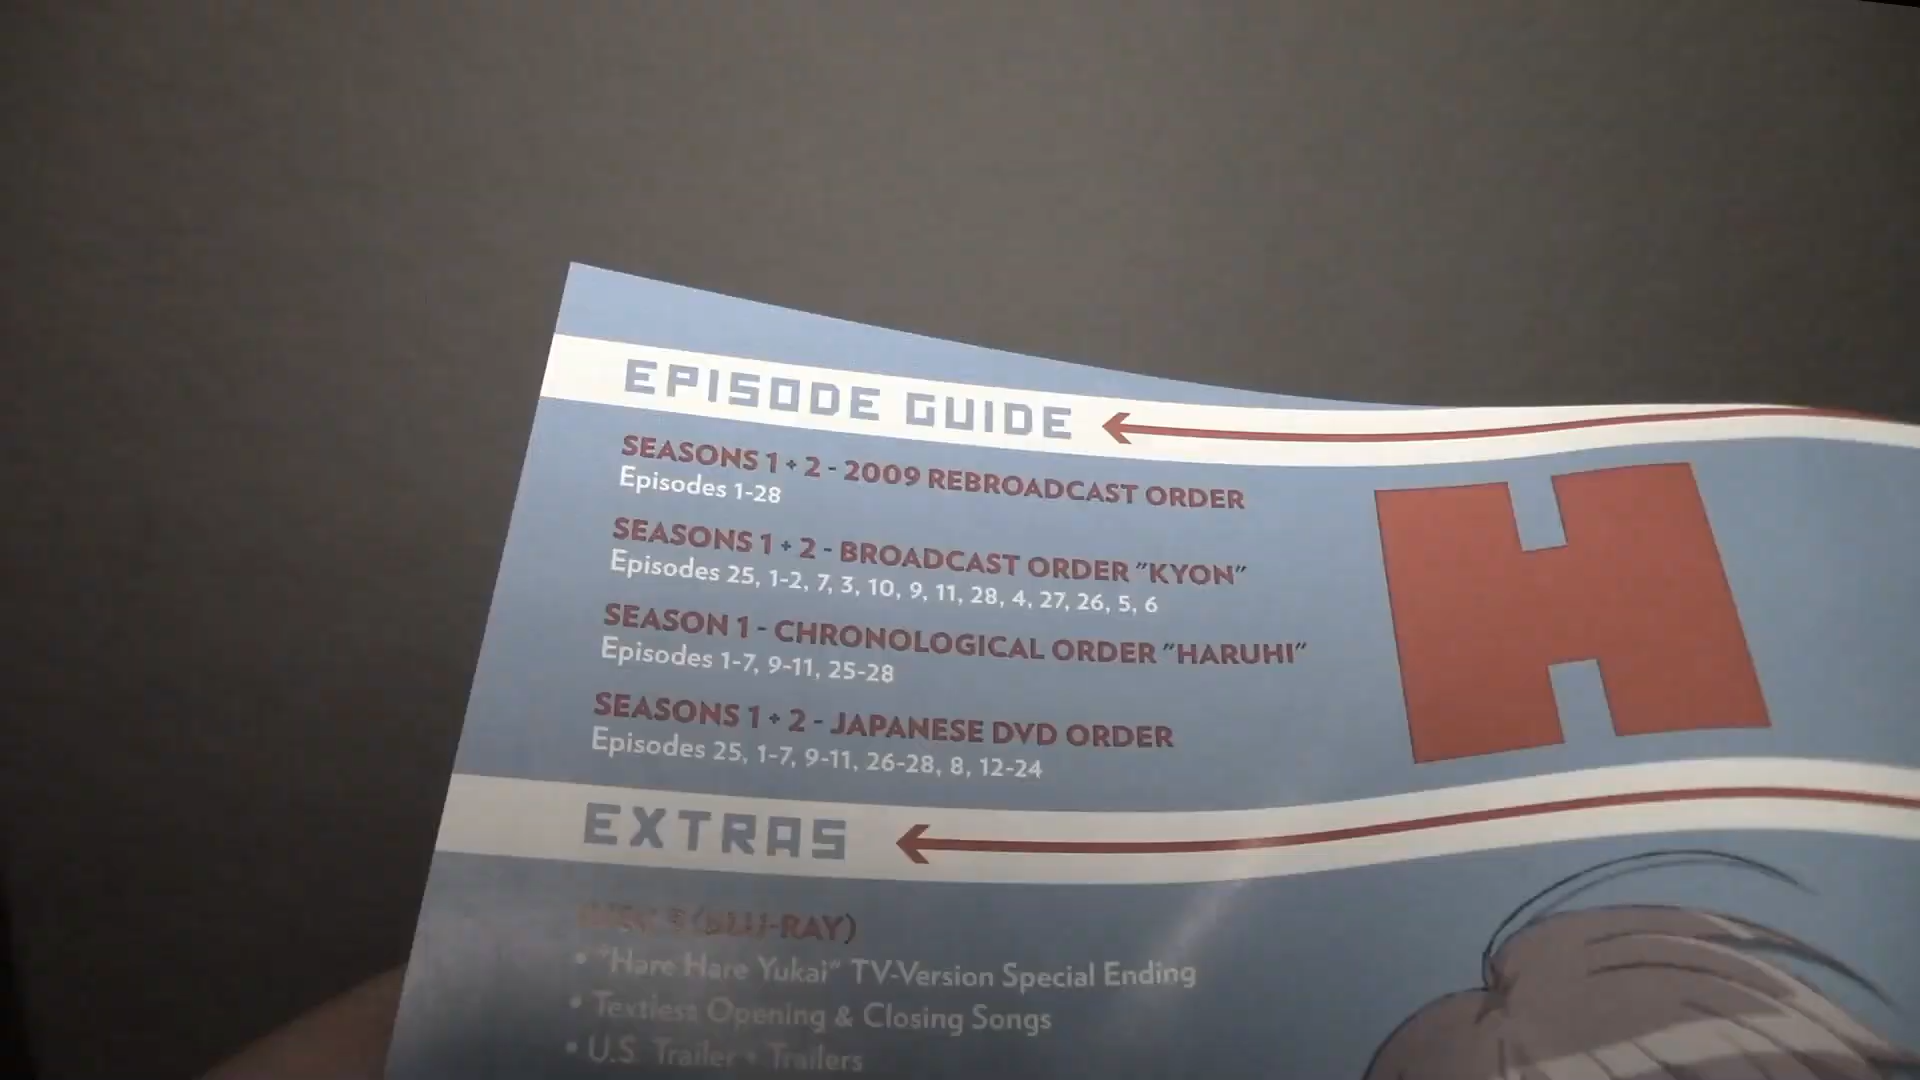 EPISODE GUIDE
SEASONS 1 + 2 - 2009 REBROADCAST ORDER
Episodes 1-28
SEASONS 1 + 2 - BROADCAST ORDER "KYON"
Episodes 25, 1-2, 7, 3, 10, 9, 11, 28, 4, 27, 26, 5, 6
SEASON 1 - CHRONOLOGICAL ORDER "HARUHI"
Episodes 1-7, 9-11, 25-28
SEASONS 1 + 2 - JAPANESE DVD ORDER
Episodes 25, 1-7, 9-11, 26-28, 8, 12-24
H
EXTRAS
(BLU-RAY)
• "Hare Hare Yukai" TV-Version Special Ending
• Textless Opening & Closing Songs
• U.S. Trailer + Trailers